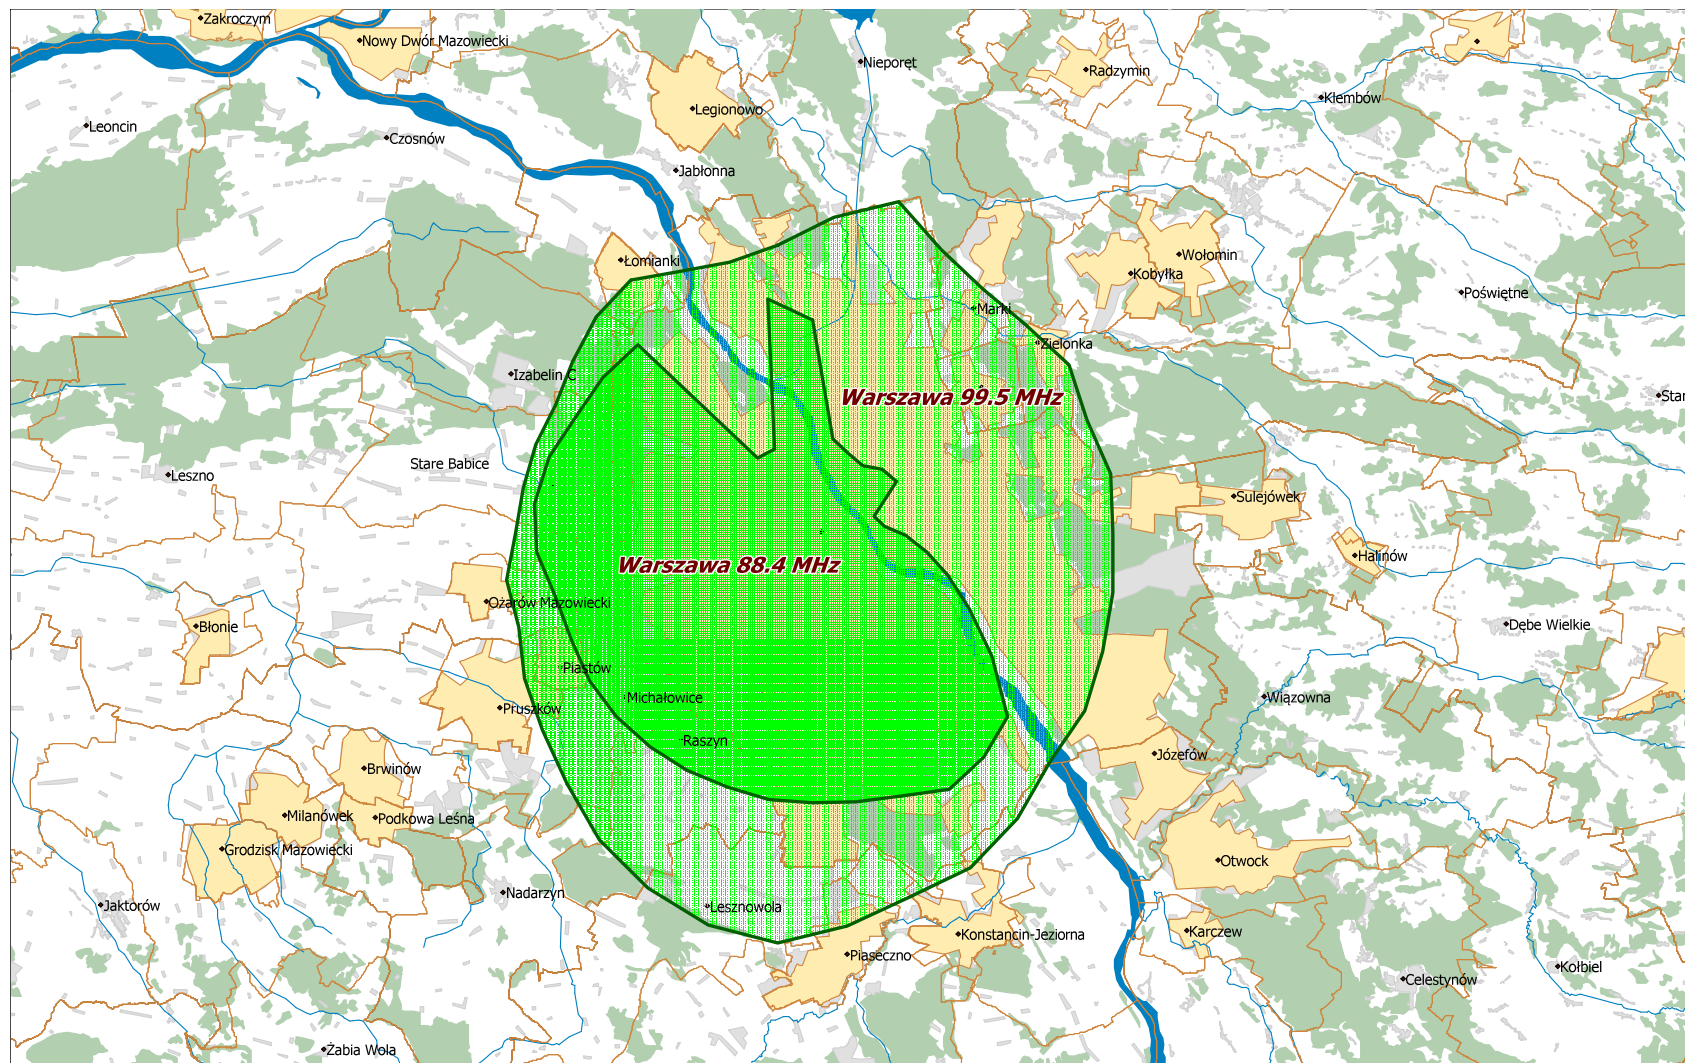 Zakroczym
Nowy Dwór Mazowiecki
Nieporęt
Radzymin
Klembów
Legionowo
Leoncin
Czosnów
Jabłonna
Łomianki
Wołomin
Kobyłka
Poświętne
Marki
Zielonka
Izabelin C
Warszawa 99.5 MHz
Star
Stare Babice
Leszno
Sulejówek
Halinów
Warszawa 88.4 MHz
Ożarów Mazowiecki
Błonie
Dębe Wielkie
Piastów
Michałowice
Wiązowna
Pruszków
Raszyn
Józefów
Brwinów
Milanówek
Podkowa Leśna
Grodzisk Mazowiecki
Otwock
Nadarzyn
Jaktorów
Lesznowola
Konstancin-Jeziorna
Karczew
Piaseczno
Kołbiel
Celestynów
Żabia Wola